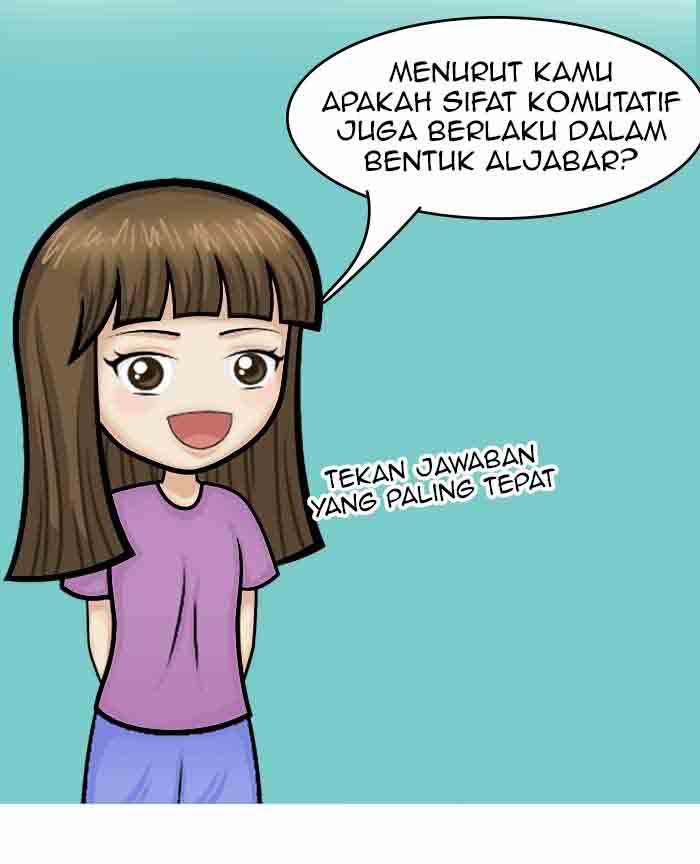 MENURUT KAMU
APAKAH SIFAT KOMUTATIF
JUGA BERLAKU DALAM
BENTUK ALJABAR?
TEKAN JAWABAN
YANG PALING TEPAT